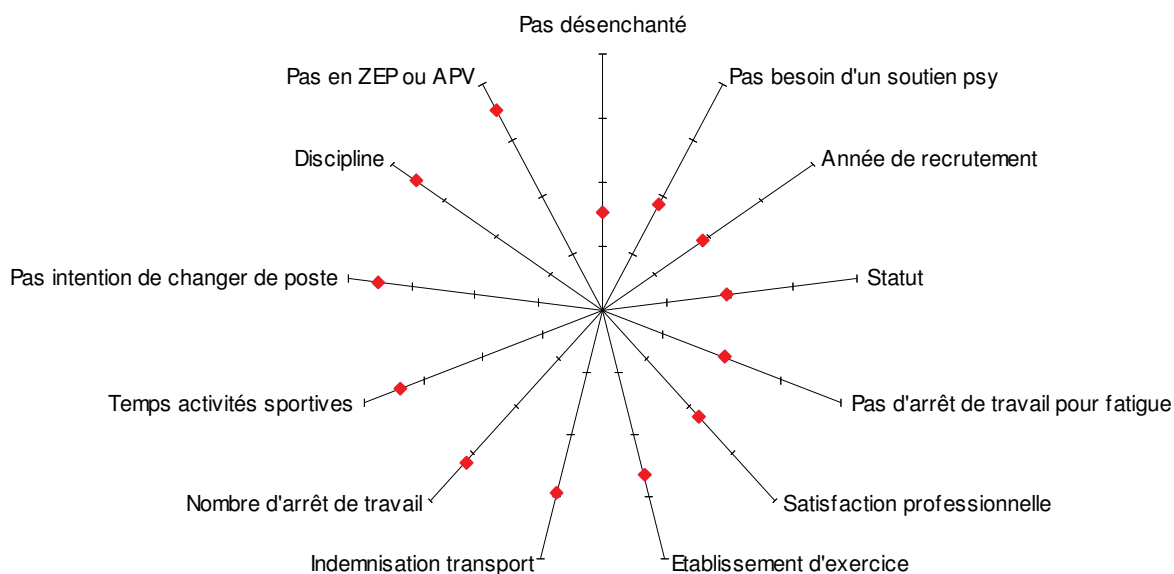 Pas désenchanté
Pas en ZEP ou APV
Pas besoin d'un soutien psy
Discipline
Année de recrutement
Pas intention de changer de poste
Statut
Temps activités sportives
Pas d'arrêt de travail pour fatigue
Nombre d'arrêt de travail
Satisfaction professionnelle
Indemnisation transport
Etablissement d'exercice